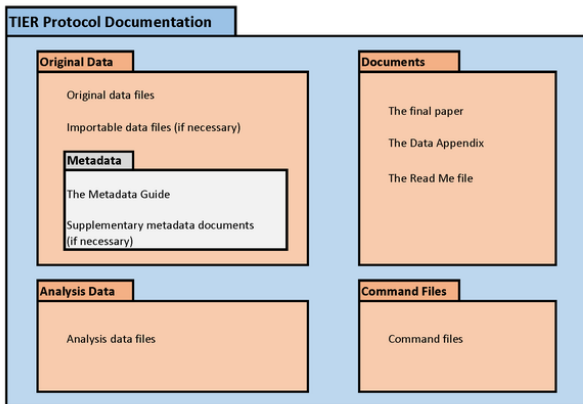 TIER Protocol Documentation
Original Data
Original data files
Importable data files (if necessary)
Metadata
The Metadata Guide
Supplementary metadata documents
(if necessary)
Documents
The final paper
The Data Appendix
The Read Me file
Analysis Data
Analysis data files
Command Files
Command files